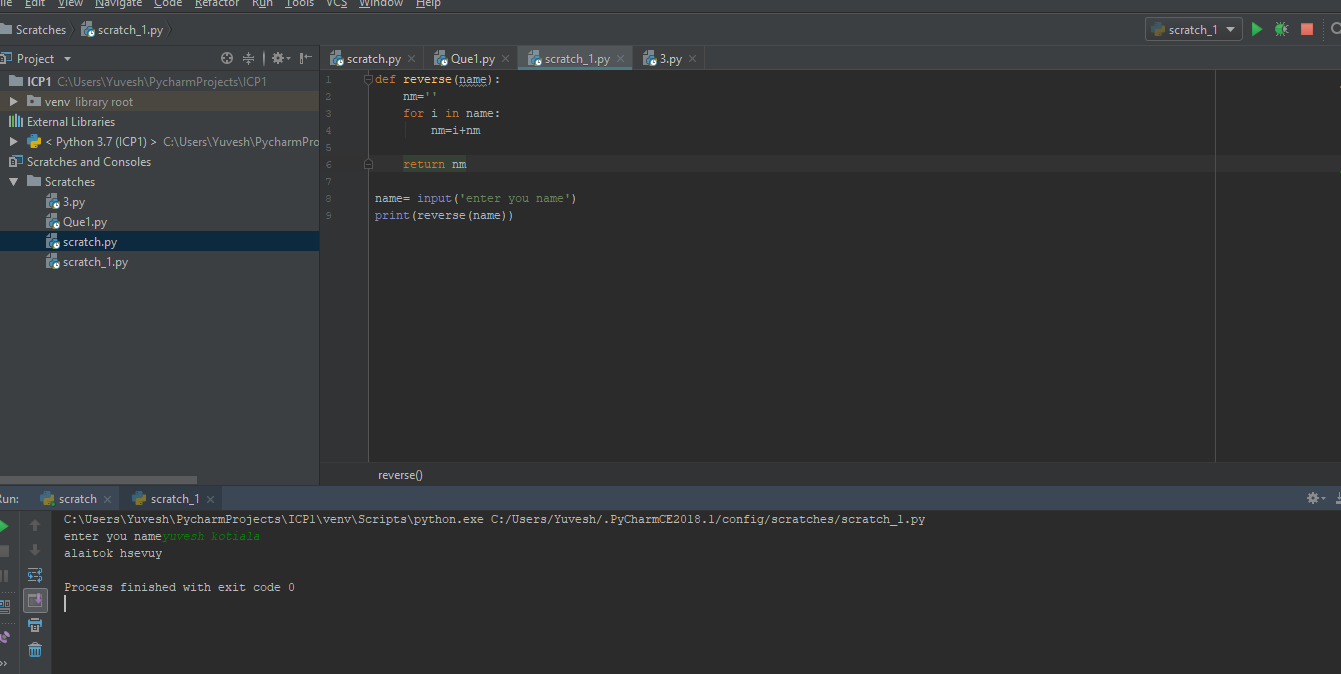 Edit View Navigate Code Refactor Run Tools VCS Window Help
Scratches scratch_1.py scratch_1
Project scratch.py Que1.py scratch_1.py 3.py
ICP1 C:\Users\Yuvesh\PycharmProjects\ICP1
venv library root
External Libraries
< Python 3.7 (ICP1) > C:\Users\Yuvesh\PycharmPro
Scratches and Consoles
Scratches
3.py
Que1.py
scratch.py
scratch_1.py
1 def reverse(name):
2 nm=''
3 for i in name:
4 nm=i+nm
5
6 return nm
7
8 name= input('enter you name')
9 print(reverse(name))
reverse()
Run: scratch scratch_1
C:\Users\Yuvesh\PycharmProjects\ICP1\venv\Scripts\python.exe C:/Users/Yuvesh/.PyCharmCE2018.1/config/scratches/scratch_1.py
enter you nameyuvesh kotiala
alaitok hsevuy
Process finished with exit code 0